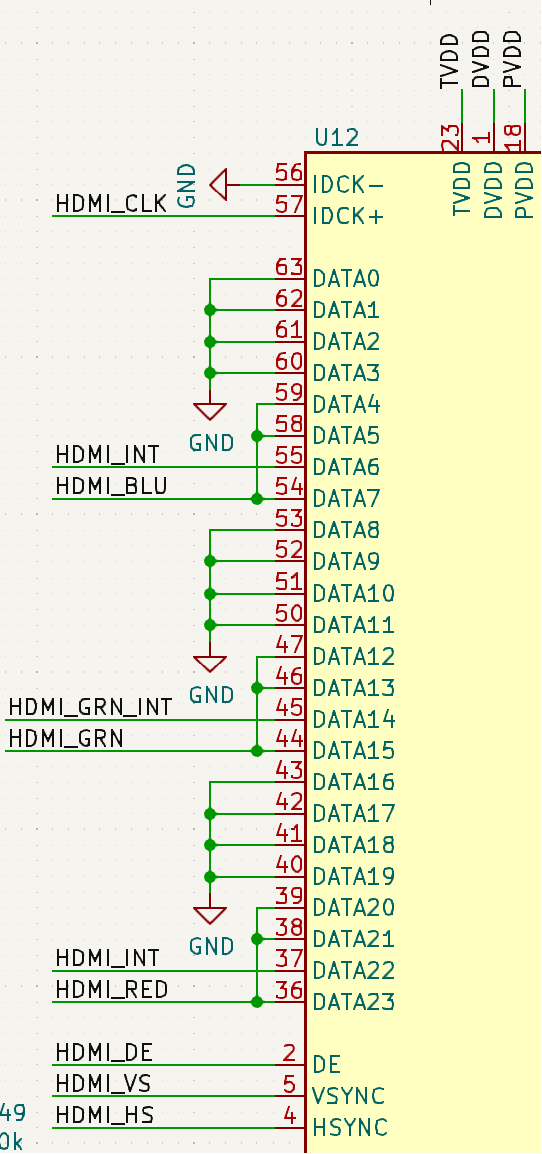 TVDD DVDD PVDD
U12 23 1 18
GND 56 IDCK- TVDD DVDD PVDD
HDMI_CLK 57 IDCK+
63 DATA0
62 DATA1
61 DATA2
60 DATA3
59 DATA4
GND 58 DATA5
HDMI_INT 55 DATA6
HDMI_BLU 54 DATA7
53 DATA8
52 DATA9
51 DATA10
50 DATA11
47 DATA12
GND 46 DATA13
HDMI_GRN_INT 45 DATA14
HDMI_GRN 44 DATA15
43 DATA16
42 DATA17
41 DATA18
40 DATA19
39 DATA20
GND 38 DATA21
HDMI_INT 37 DATA22
HDMI_RED 36 DATA23
HDMI_DE 2 DE
HDMI_VS 5 VSYNC
49 HDMI_HS 4 HSYNC
0k